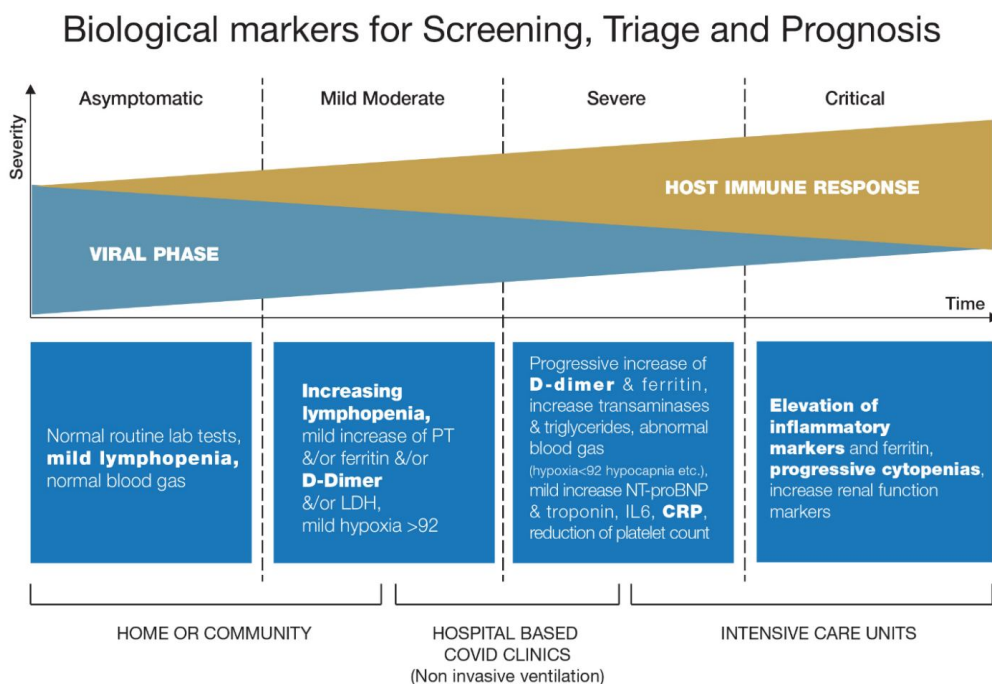 Biological markers for Screening, Triage and Prognosis
Asymptomatic
Mild Moderate
Severe
Critical
Severity
HOST IMMUNE RESPONSE
VIRAL PHASE
Time
Normal routine lab tests,
mild lymphopenia,
normal blood gas
Increasing
lymphopenia,
mild increase of PT
&/or ferritin &/or
D-Dimer
&/or LDH,
mild hypoxia >92
Progressive increase of
D-dimer & ferritin,
increase transaminases
& triglycerides, abnormal
blood gas
(hypoxia<92 hypocapnia etc.),
mild increase NT-proBNP
& troponin, IL6, CRP,
reduction of platelet count
Elevation of
inflammatory
markers and ferritin,
progressive cytopenias,
increase renal function
markers
HOME OR COMMUNITY
HOSPITAL BASED
COVID CLINICS
(Non invasive ventilation)
INTENSIVE CARE UNITS